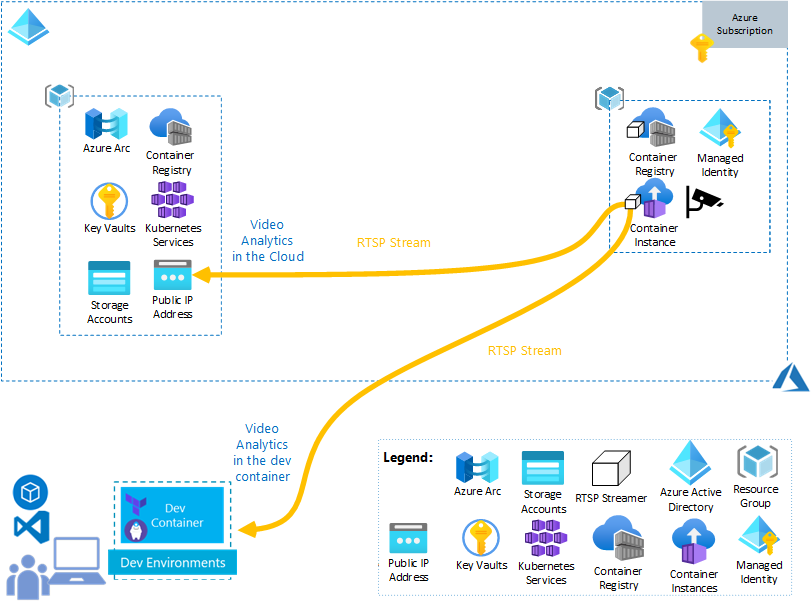 Azure
Subscription
Azure Arc
Container
Registry
Key Vaults
Kubernetes
Services
Storage
Accounts
Public IP
Address
Video
Analytics
in the Cloud
RTSP Stream
Container
Registry
Managed
Identity
Container
Instance
RTSP Stream
Video
Analytics
in the dev
container
Dev
Container
Dev Environments
Legend:
Azure Arc
Storage
Accounts
RTSP Streamer
Azure Active
Directory
Resource
Group
Public IP
Address
Key Vaults
Kubernetes
Services
Container
Registry
Container
Instances
Managed
Identity